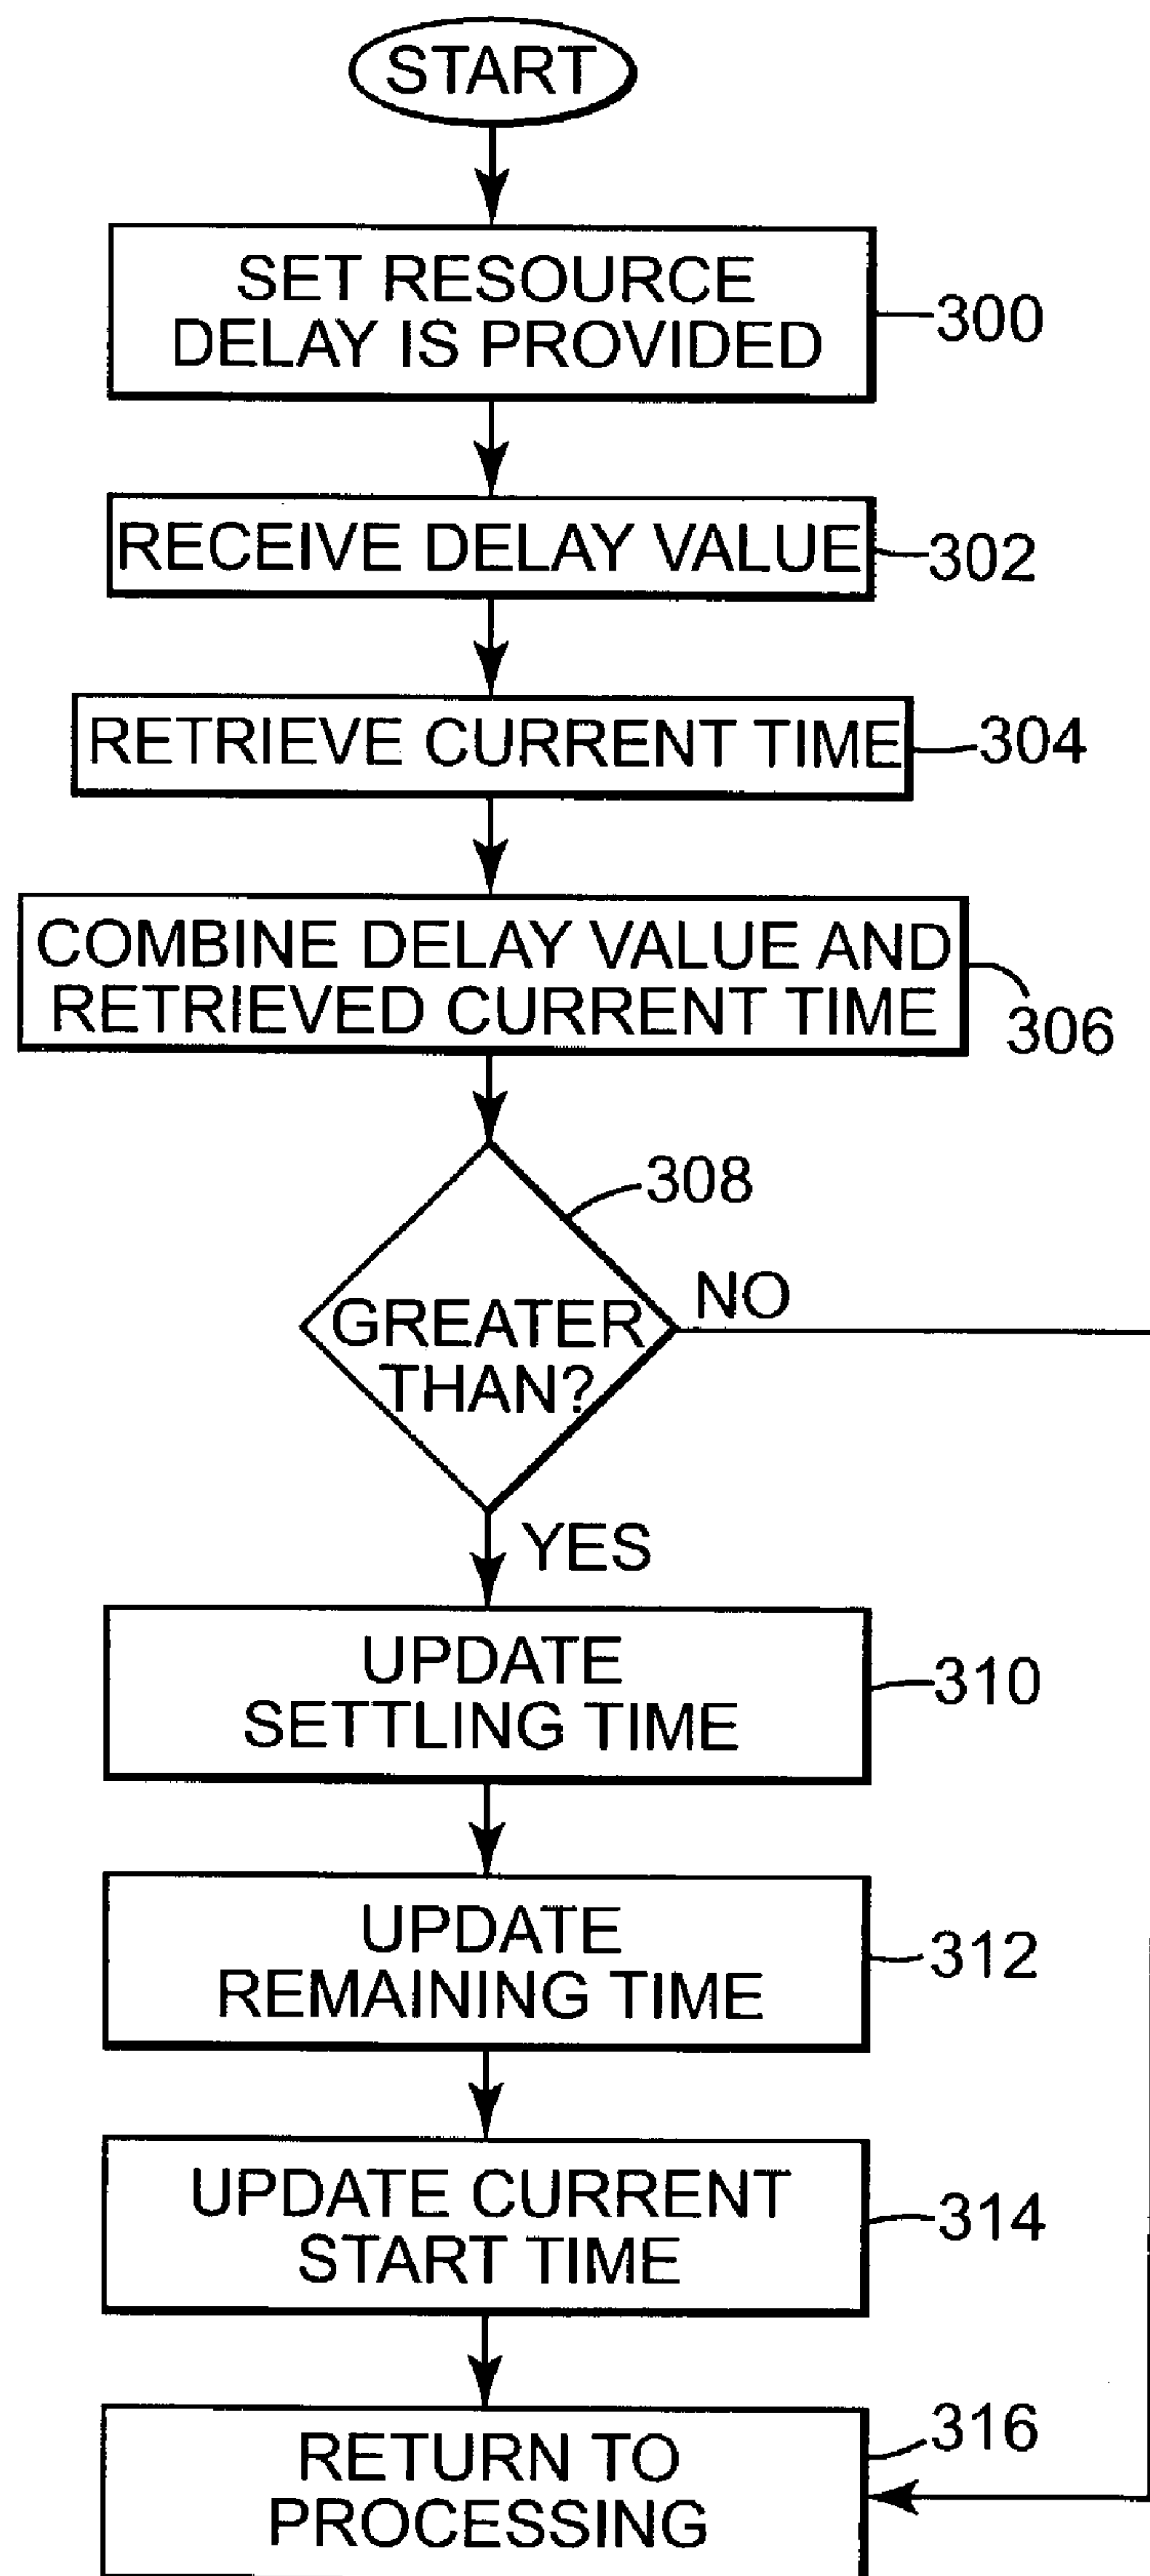 START
SET RESOURCE
DELAY IS PROVIDED
300
RECEIVE DELAY VALUE
302
RETRIEVE CURRENT TIME
304
COMBINE DELAY VALUE AND
RETRIEVED CURRENT TIME
306
308
GREATER
THAN?
NO
YES
UPDATE
SETTLING TIME
310
UPDATE
REMAINING TIME
312
UPDATE CURRENT
START TIME
314
RETURN TO
PROCESSING
316